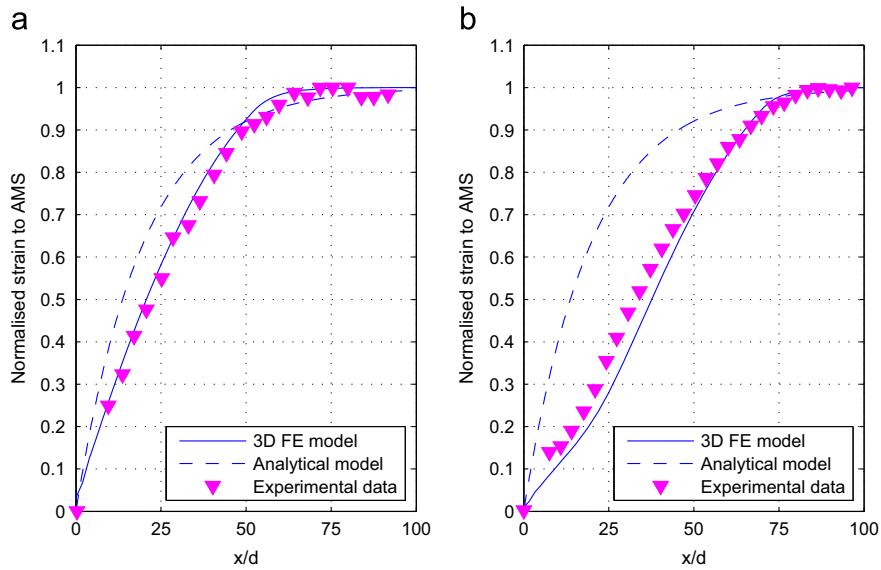 a
1.1
1
0.9
0.8
0.7
0.6
0.5
0.4
0.3
0.2
0.1
0
Normalised strain to AMS
3D FE model
Analytical model
Experimental data
0 25 50 75 100
x/d
b
1.1
1
0.9
0.8
0.7
0.6
0.5
0.4
0.3
0.2
0.1
0
Normalised strain to AMS
3D FE model
Analytical model
Experimental data
0 25 50 75 100
x/d